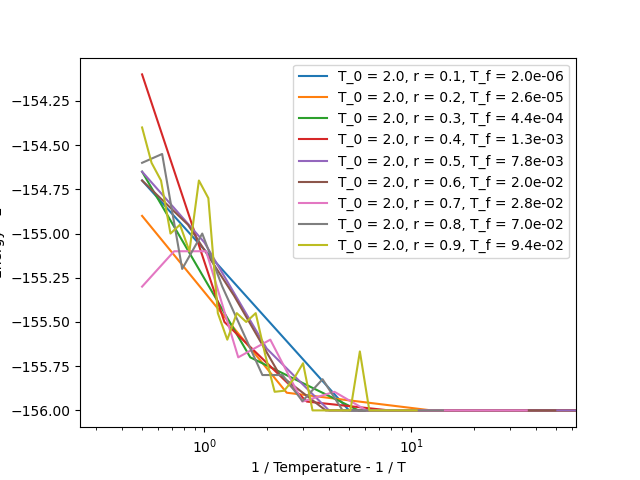 T_0 = 2.0, r = 0.1, T_f = 2.0e-06
T_0 = 2.0, r = 0.2, T_f = 2.6e-05
T_0 = 2.0, r = 0.3, T_f = 4.4e-04
T_0 = 2.0, r = 0.4, T_f = 1.3e-03
T_0 = 2.0, r = 0.5, T_f = 7.8e-03
T_0 = 2.0, r = 0.6, T_f = 2.0e-02
T_0 = 2.0, r = 0.7, T_f = 2.8e-02
T_0 = 2.0, r = 0.8, T_f = 7.0e-02
T_0 = 2.0, r = 0.9, T_f = 9.4e-02
−154.25
−154.50
−154.75
−155.00
−155.25
−155.50
−155.75
−156.00
10⁰ 10¹
1 / Temperature - 1 / T